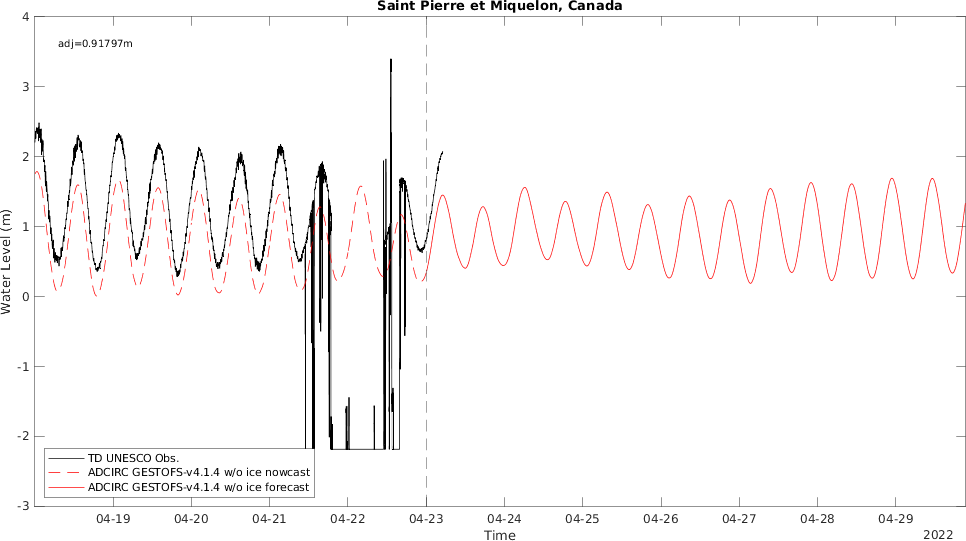 Saint Pierre et Miquelon, Canada
4
adj=0.91797m
3
2
1
0
-1
-2
-3
Water Level (m)
TD UNESCO Obs.
ADCIRC GESTOFS-v4.1.4 w/o ice nowcast
ADCIRC GESTOFS-v4.1.4 w/o ice forecast
04-19 04-20 04-21 04-22 04-23 04-24 04-25 04-26 04-27 04-28 04-29
Time
2022